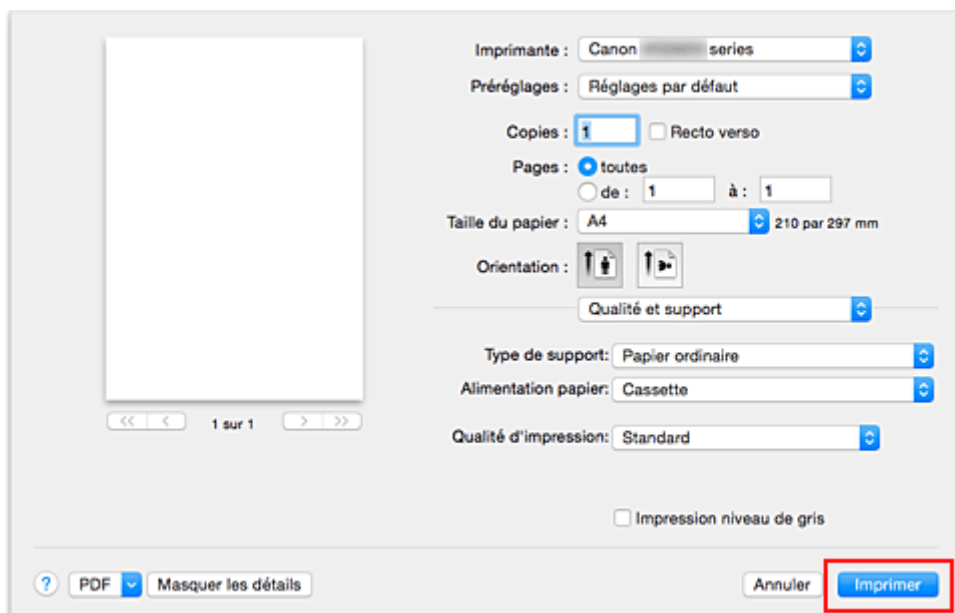 Imprimante : Canon series
Préréglages : Réglages par défaut
Copies : 1 Recto verso
Pages : toutes
de : 1 à : 1
Taille du papier : A4 210 par 297 mm
Orientation :
Qualité et support
Type de support: Papier ordinaire
Alimentation papier: Cassette
<< < 1 sur 1 > >>
Qualité d'impression: Standard
Impression niveau de gris
? PDF Masquer les détails Annuler Imprimer